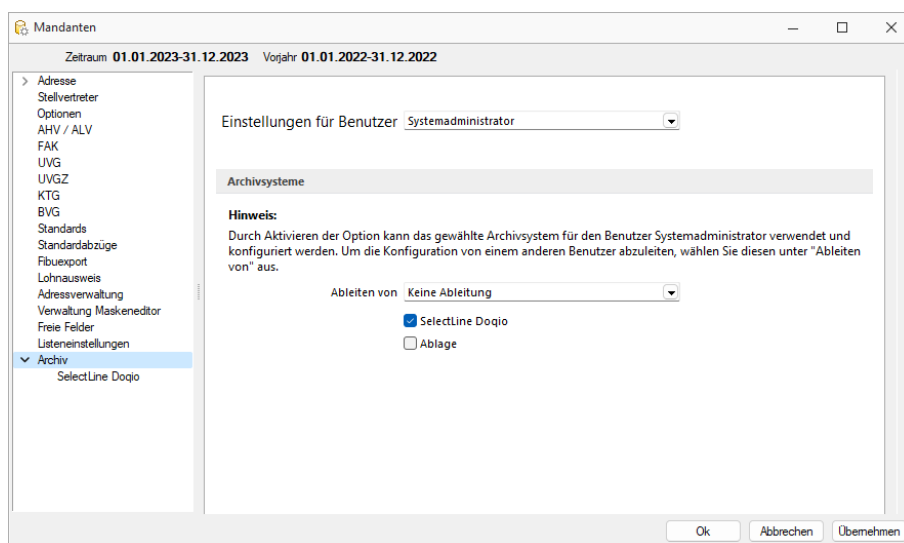 Mandanten
Zeitraum 01.01.2023-31.12.2023 Vorjahr 01.01.2022-31.12.2022
Adresse
Stellvertreter
Optionen
AHV / ALV
FAK
UVG
UVGZ
KTG
BVG
Standards
Standardabzüge
Fibuexport
Lohnausweis
Adressverwaltung
Verwaltung Maskeneditor
Freie Felder
Listeneinstellungen
Archiv
SelectLine Doqio
Einstellungen für Benutzer Systemadministrator
Archivsysteme
Hinweis:
Durch Aktivieren der Option kann das gewählte Archivsystem für den Benutzer Systemadministrator verwendet und
konfiguriert werden. Um die Konfiguration von einem anderen Benutzer abzuleiten, wählen Sie diesen unter "Ableiten
von" aus.
Ableiten von Keine Ableitung
SelectLine Doqio
Ablage
Ok Abbrechen Übernehmen